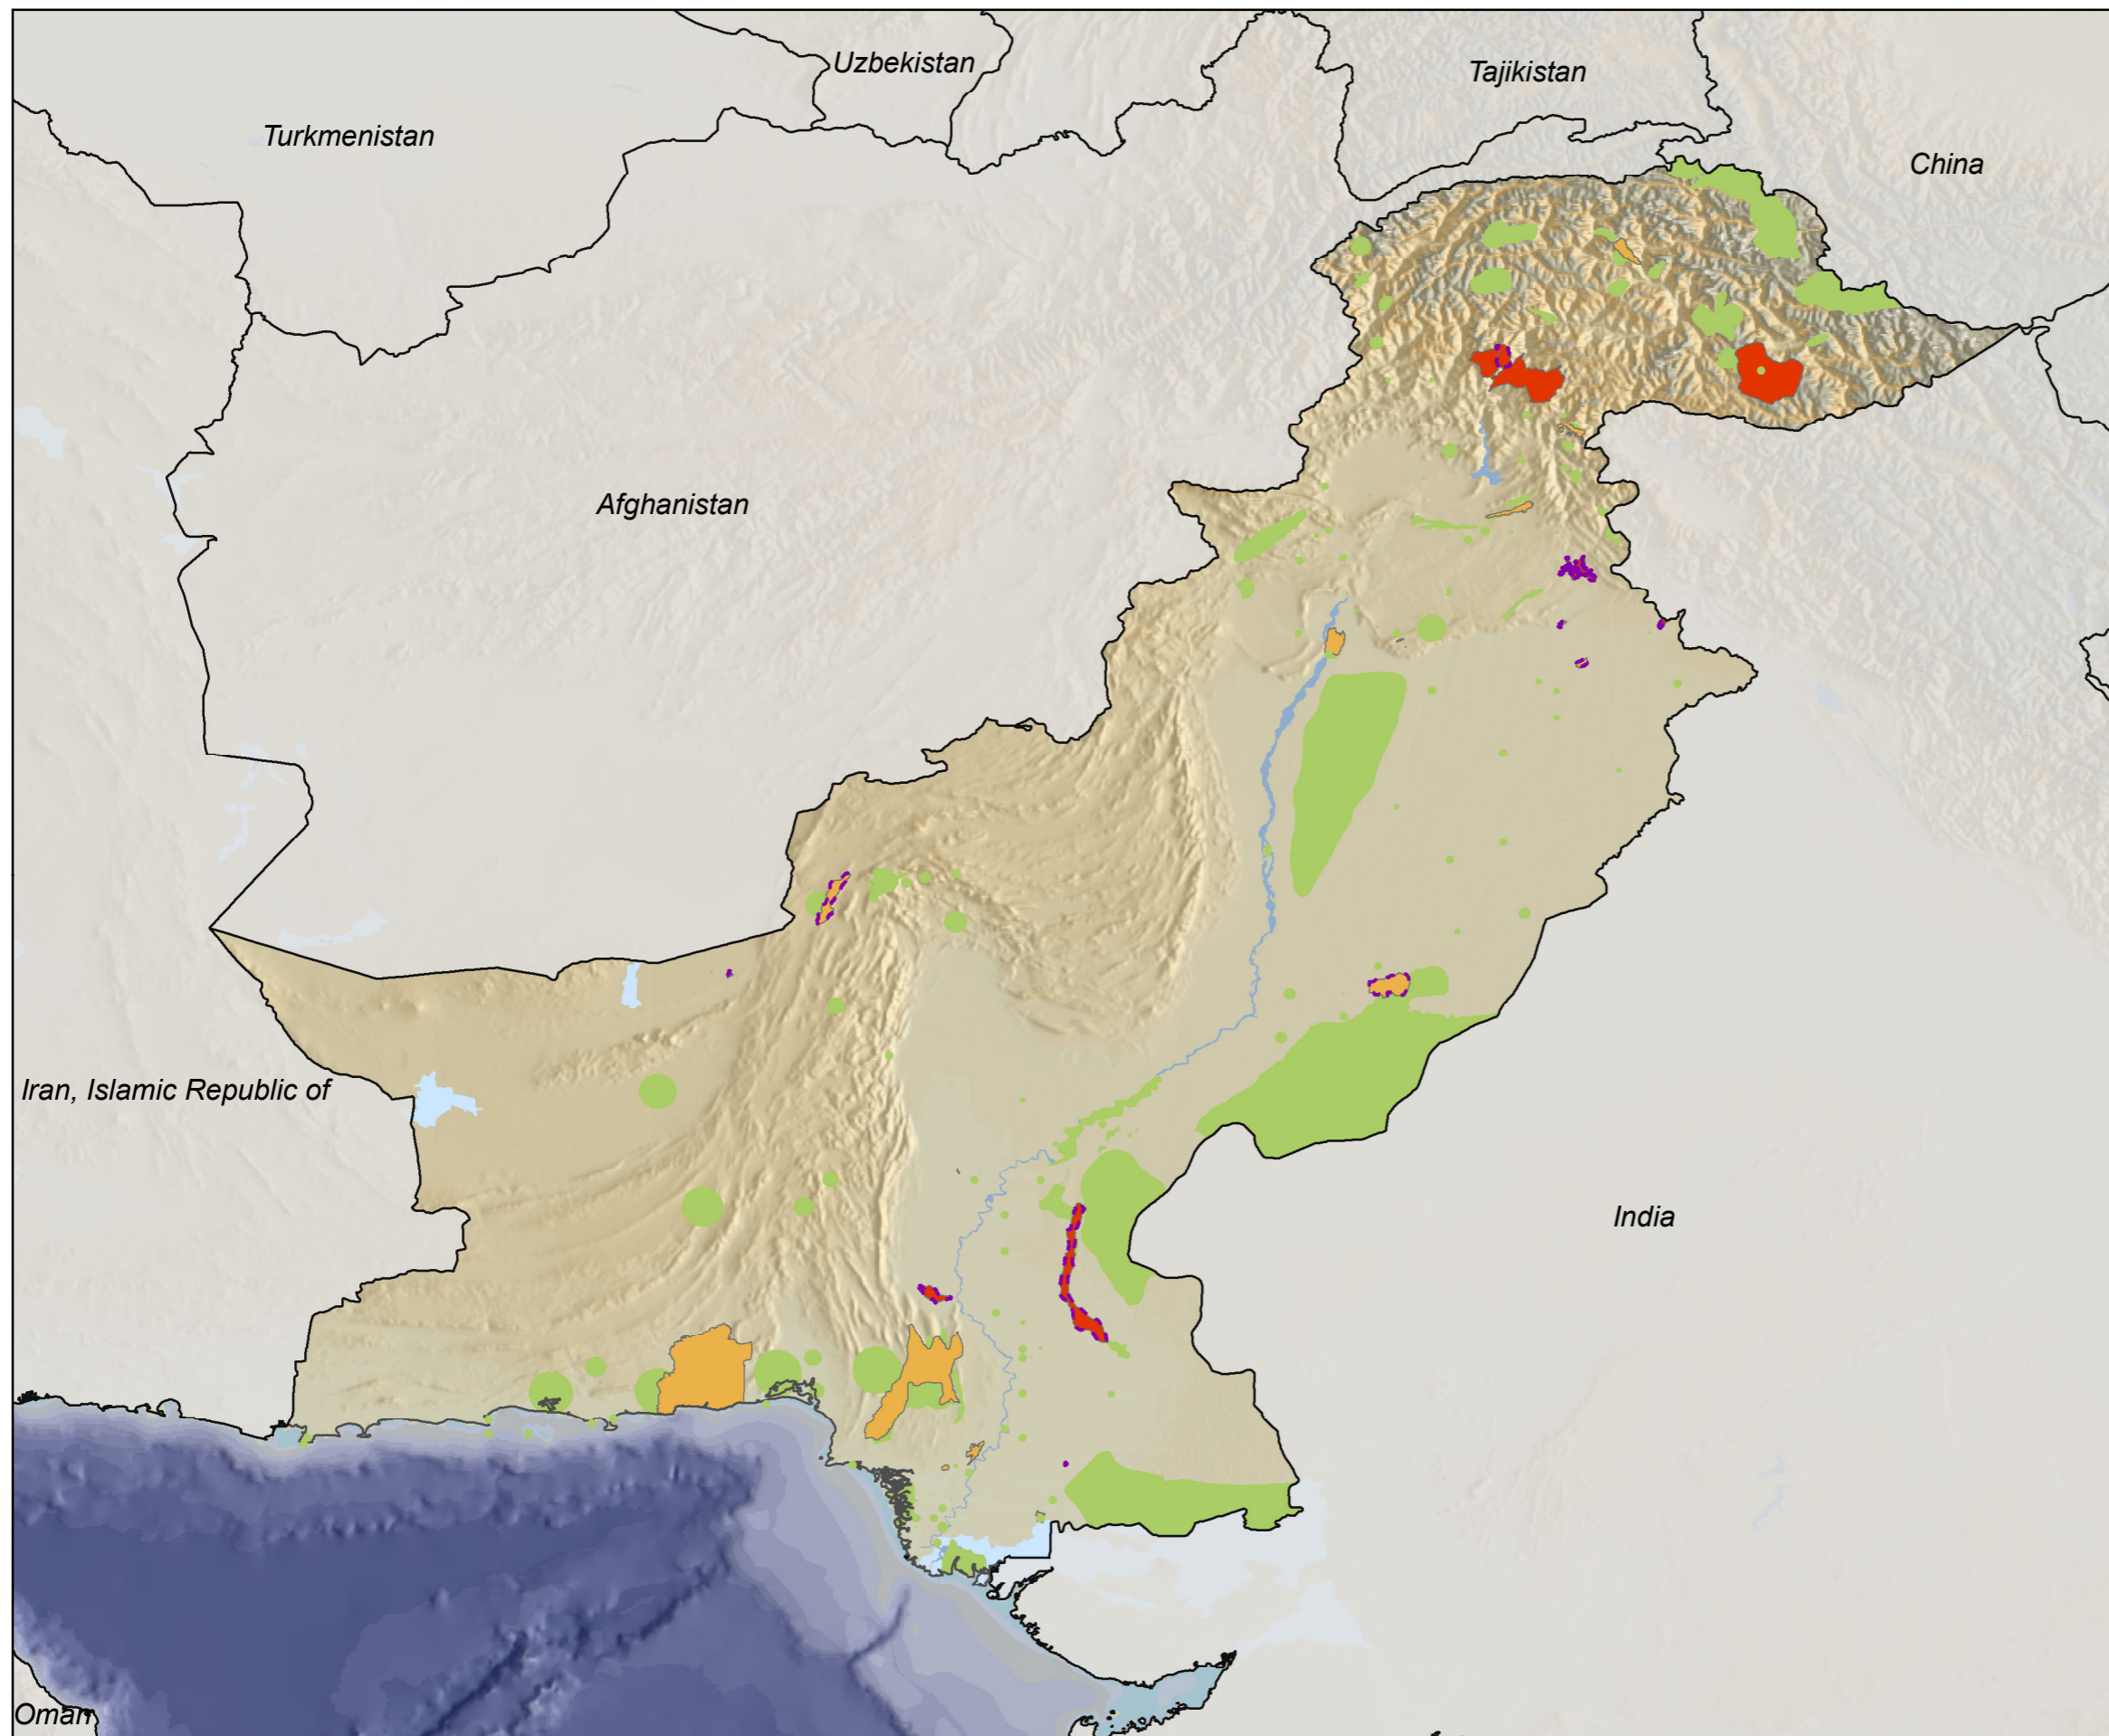 Uzbekistan
Tajikistan
Turkmenistan
China
Afghanistan
Iran, Islamic Republic of
India
Oman